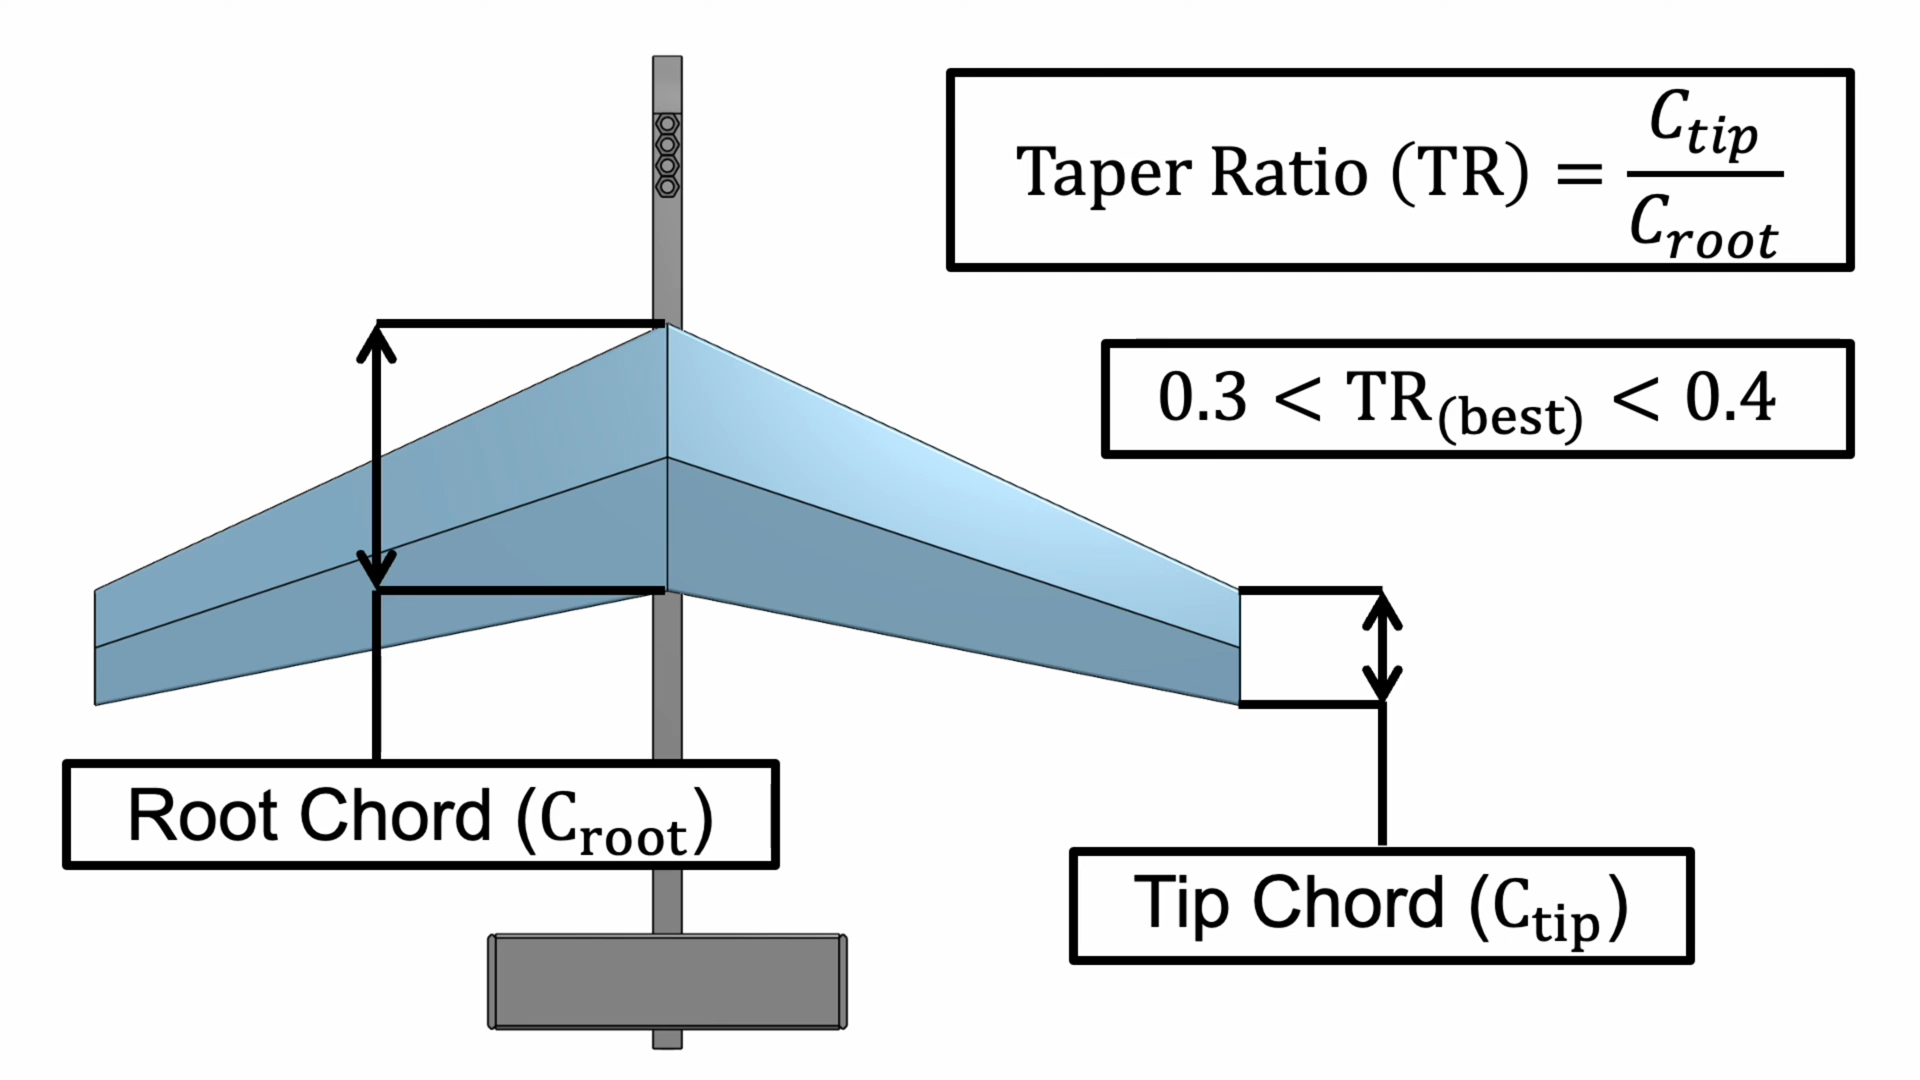 Taper Ratio (TR) = C_tip / C_root
0.3 < TR_(best) < 0.4
Root Chord (C_root)
Tip Chord (C_tip)